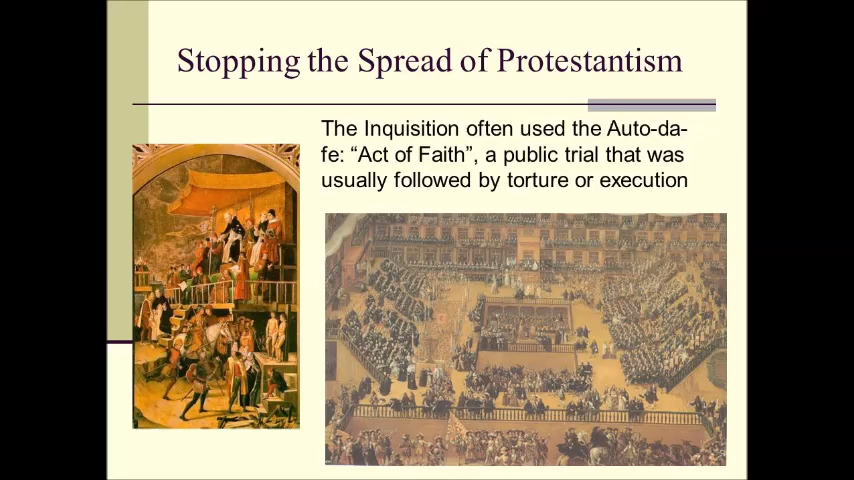 Stopping the Spread of Protestantism
The Inquisition often used the Auto-da-
fe: “Act of Faith”, a public trial that was
usually followed by torture or execution